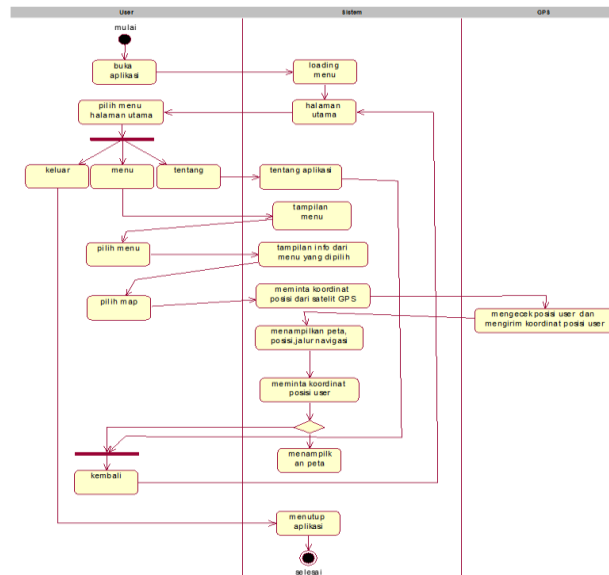 User
Sistem
GPS
mulai
buka
aplikasi
loading
menu
pilih menu
halaman utama
halaman
utama
keluar
menu
tentang
tentang aplikasi
tampilan
menu
pilih menu
tampilan info dari
menu yang dipilih
pilih map
meminta koordinat
posisi dari satelit GPS
mengecek posisi user dan
mengirim koordinat posisi user
menampilkan peta,
posisi,jalur navigasi
meminta koordinat
posisi user
menampilk
an peta
kembali
menutup
aplikasi
selesai